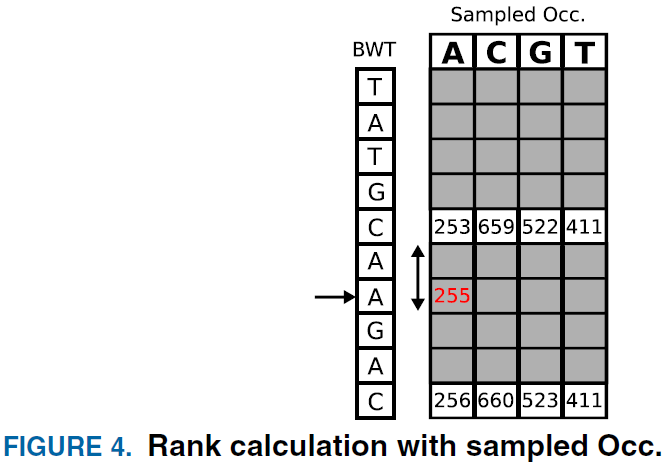 Sampled Occ.
BWT A C G T
T
A
T
G
C 253 659 522 411
A
A 255
G
A
C 256 660 523 411
FIGURE 4. Rank calculation with sampled Occ.